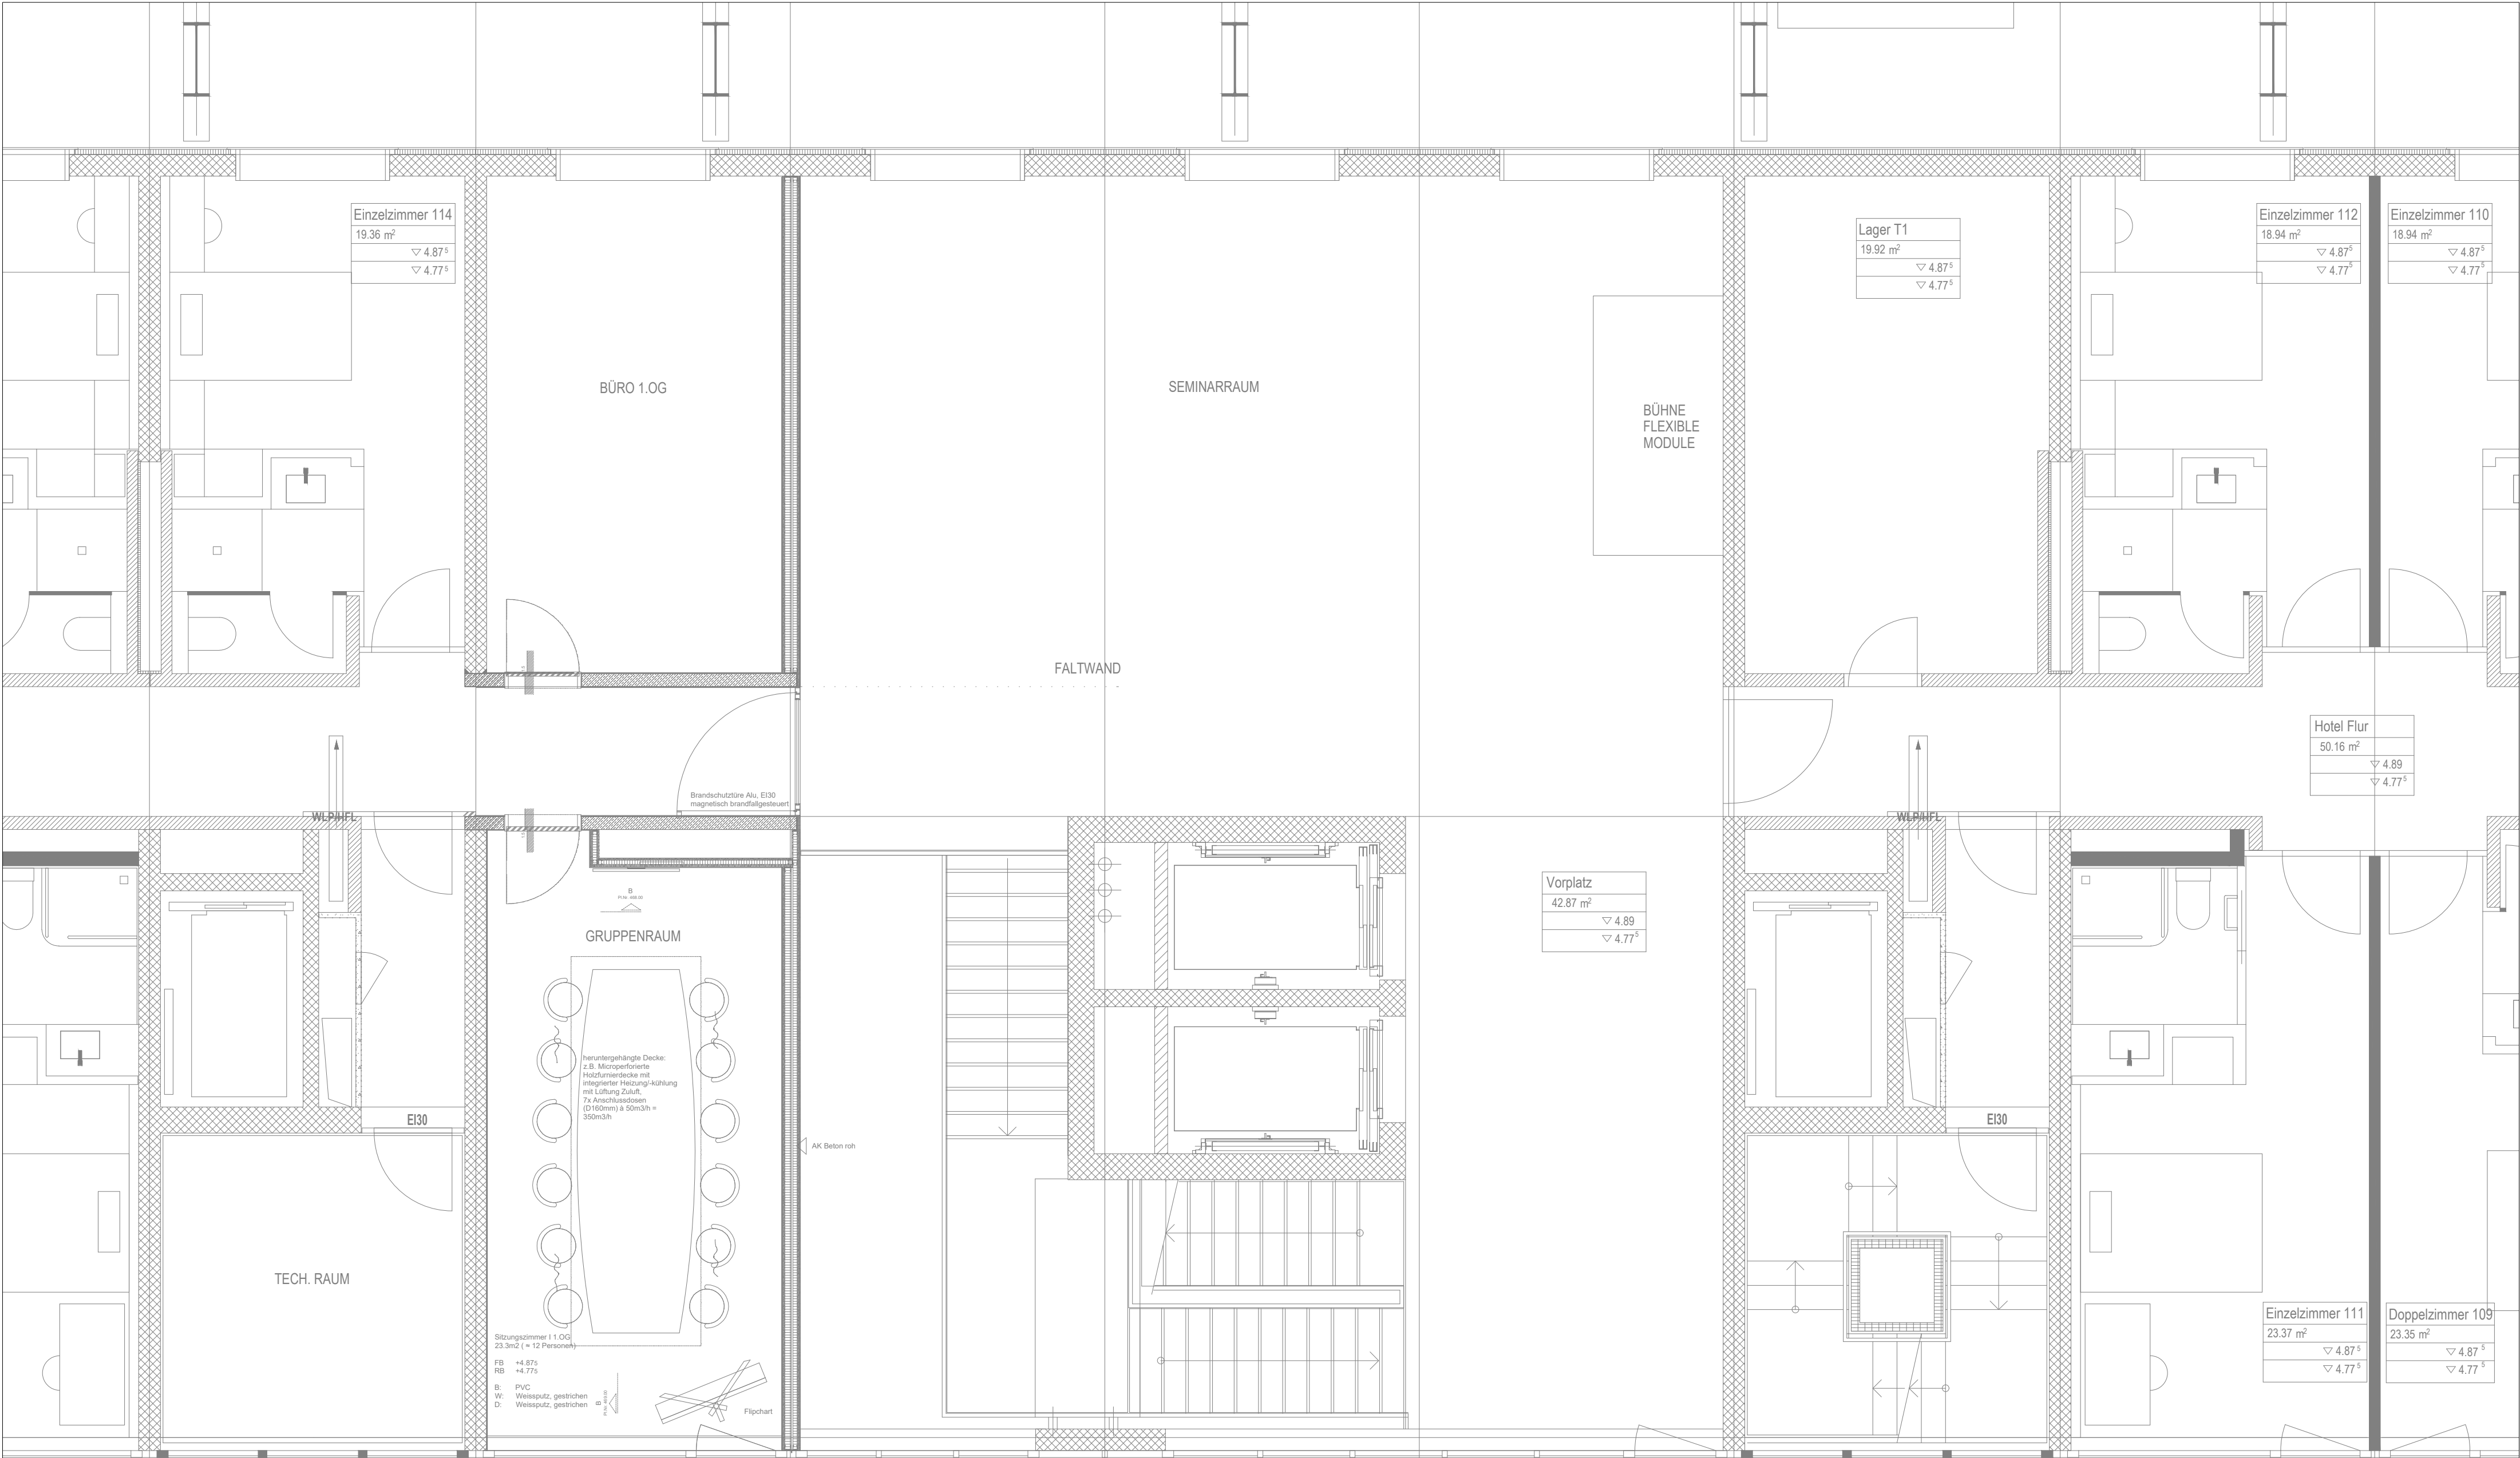 Einzelzimmer 114
19.36 m²
▽ 4.87⁵
▽ 4.77⁵
BÜRO 1.OG
SEMINARRAUM
BÜHNE
FLEXIBLE
MODULE
Lager T1
19.92 m²
▽ 4.87⁵
▽ 4.77⁵
Einzelzimmer 112
18.94 m²
▽ 4.87⁵
▽ 4.77⁵
Einzelzimmer 110
18.94 m²
▽ 4.87⁵
▽ 4.77⁵
FALTWAND
Hotel Flur
50.16 m²
▽ 4.89
▽ 4.77⁵
Brandschutztüre Alu, EI30
magnetisch brandfallgesteuert
WLP/HFL
WLP/HFL
B
GRUPPENRAUM
Vorplatz
42.87 m²
▽ 4.89
▽ 4.77⁵
heruntergehängte Decke:
z.B. Microperforierte
Holzfurnierdecke mit
integrierter Heizung/-kühlung
mit Lüftung Zuluft,
7x Anschlussdosen
(D160mm) à 50m3/h =
350m3/h
EI30
EI30
AK Beton roh
TECH. RAUM
Sitzungszimmer I 1.OG
23.3m2 ( = 12 Personen)
FB +4.875
RB +4.775
B: PVC
W: Weissputz, gestrichen
D: Weissputz, gestrichen
B
Flipchart
Einzelzimmer 111
23.37 m²
▽ 4.87⁵
▽ 4.77⁵
Doppelzimmer 109
23.35 m²
▽ 4.87⁵
▽ 4.77⁵